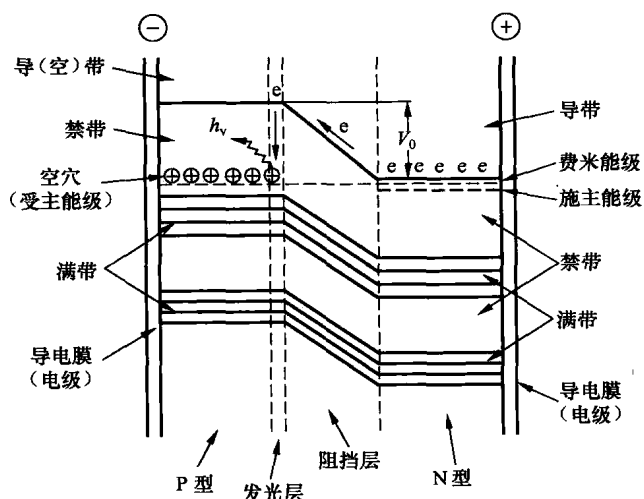 −
+
导(空)带
e
e
hν
V₀
禁带
导带
空穴
(受主能级)
⊕⊕⊕⊕⊕⊕
e e e e e
费米能级
施主能级
满带
禁带
满带
导电膜
(电级)
导电膜
(电级)
P型
发光层
阻挡层
N型